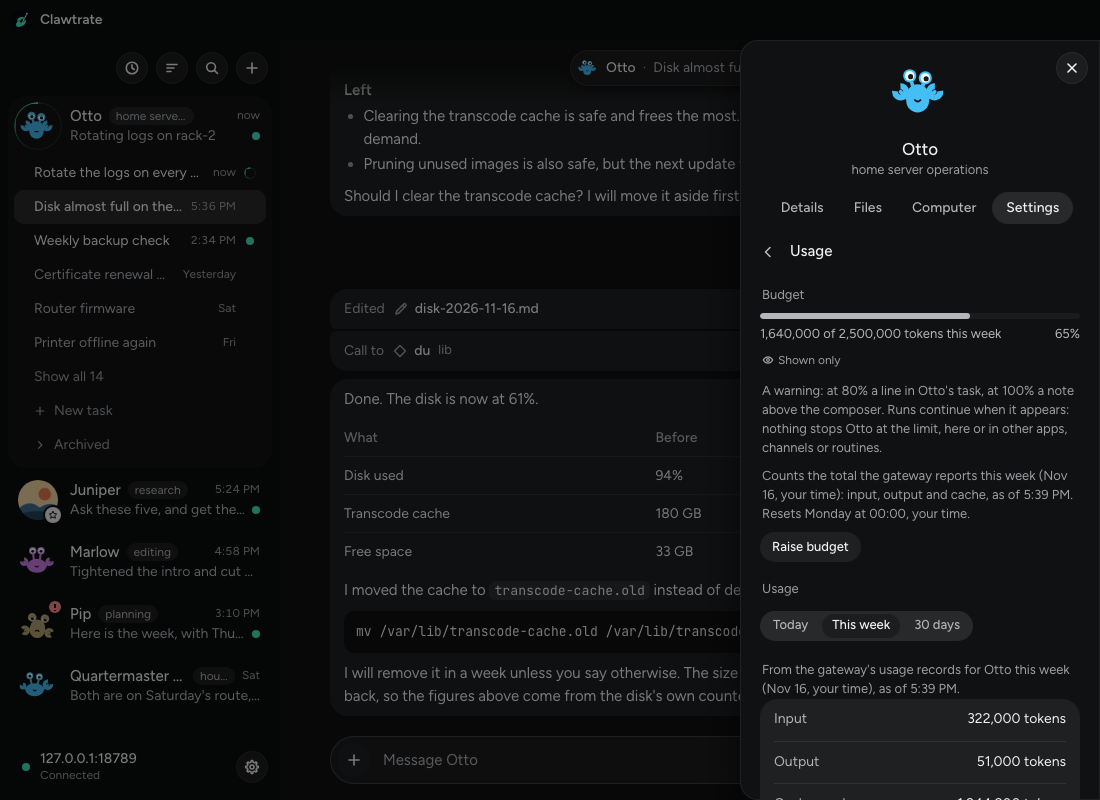 Clawtrate
Otto home serve... now
Rotating logs on rack-2
Rotate the logs on every ... now
Disk almost full on the... 5:36 PM
Weekly backup check 2:34 PM
Certificate renewal ... Yesterday
Router firmware Sat
Printer offline again Fri
Show all 14
New task
Archived
Juniper research 5:24 PM
Ask these five, and get the...
Marlow editing 4:58 PM
Tightened the intro and cut ...
Pip planning 3:10 PM
Here is the week, with Thu...
Quartermaster ... hou... Sat
Both are on Saturday's route,...
127.0.0.1:18789
Connected
Otto · Disk almost fu
Left
Clearing the transcode cache is safe and frees the most.
demand.
Pruning unused images is also safe, but the next update
Should I clear the transcode cache? I will move it aside first
Edited disk-2026-11-16.md
Call to du lib
Done. The disk is now at 61%.
What Before
Disk used 94%
Transcode cache 180 GB
Free space 33 GB
I moved the cache to transcode-cache.old instead of de
mv /var/lib/transcode-cache.old /var/lib/transcod
I will remove it in a week unless you say otherwise. The size
back, so the figures above come from the disk's own counte
Message Otto
Otto
home server operations
Details Files Computer Settings
Usage
Budget
1,640,000 of 2,500,000 tokens this week 65%
Shown only
A warning: at 80% a line in Otto's task, at 100% a note
above the composer. Runs continue when it appears:
nothing stops Otto at the limit, here or in other apps,
channels or routines.
Counts the total the gateway reports this week (Nov
16, your time): input, output and cache, as of 5:39 PM.
Resets Monday at 00:00, your time.
Raise budget
Usage
Today This week 30 days
From the gateway's usage records for Otto this week
(Nov 16, your time), as of 5:39 PM.
Input 322,000 tokens
Output 51,000 tokens